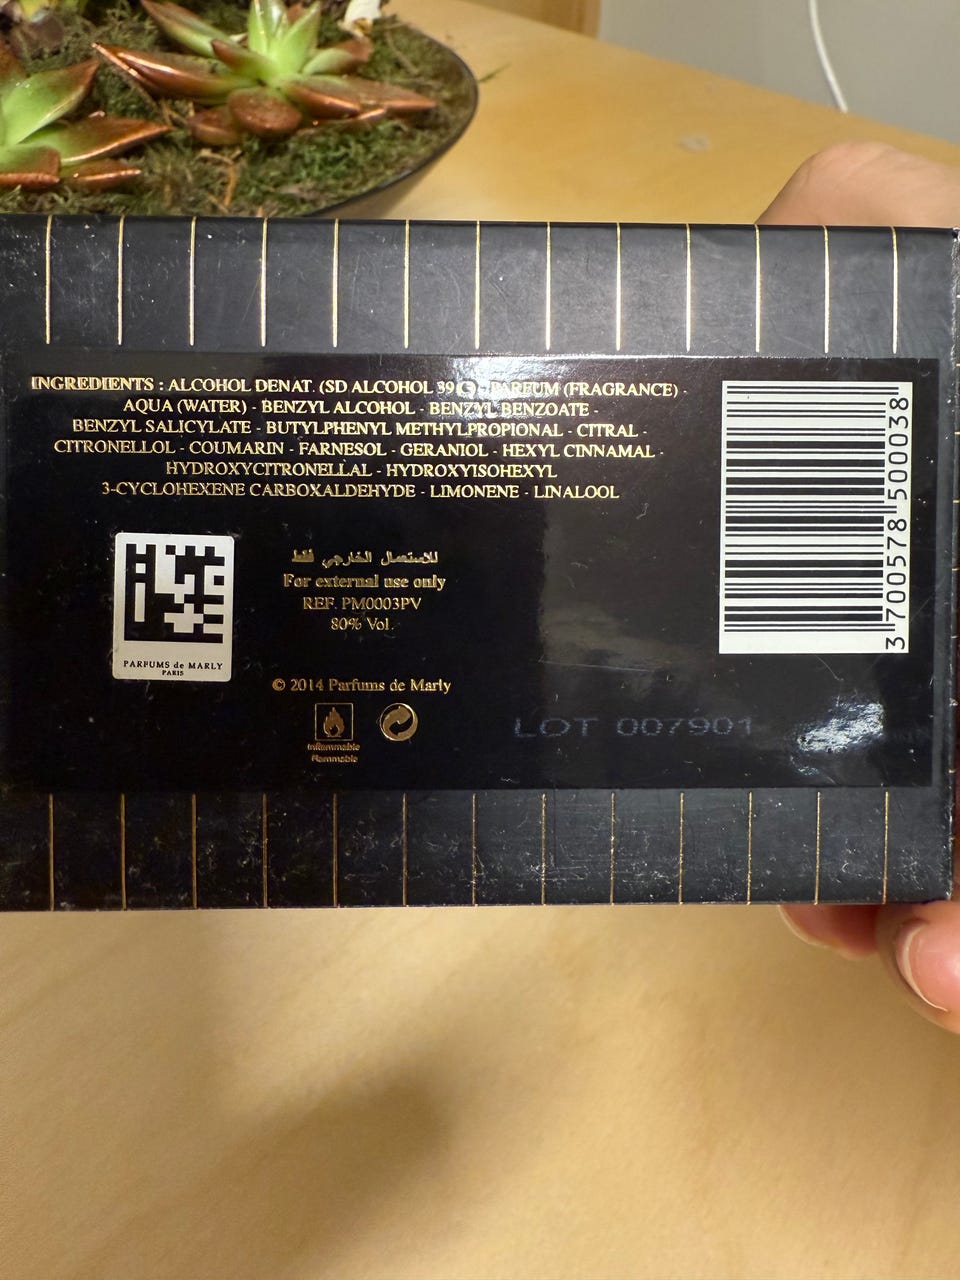 INGREDIENTS : ALCOHOL DENAT. (SD ALCOHOL 39 C) - PARFUM (FRAGRANCE) -
AQUA (WATER) - BENZYL ALCOHOL - BENZYL BENZOATE -
BENZYL SALICYLATE - BUTYLPHENYL METHYLPROPIONAL - CITRAL -
CITRONELLOL - COUMARIN - FARNESOL - GERANIOL - HEXYL CINNAMAL -
HYDROXYCITRONELLAL - HYDROXYISOHEXYL
3-CYCLOHEXENE CARBOXALDEHYDE - LIMONENE - LINALOOL
3 700578 500038
PARFUMS de MARLY
PARIS
للاستعمال الخارجي فقط
For external use only
REF. PM0003PV
80% Vol.
© 2014 Parfums de Marly
Inflammable
Flammable
LOT 007901